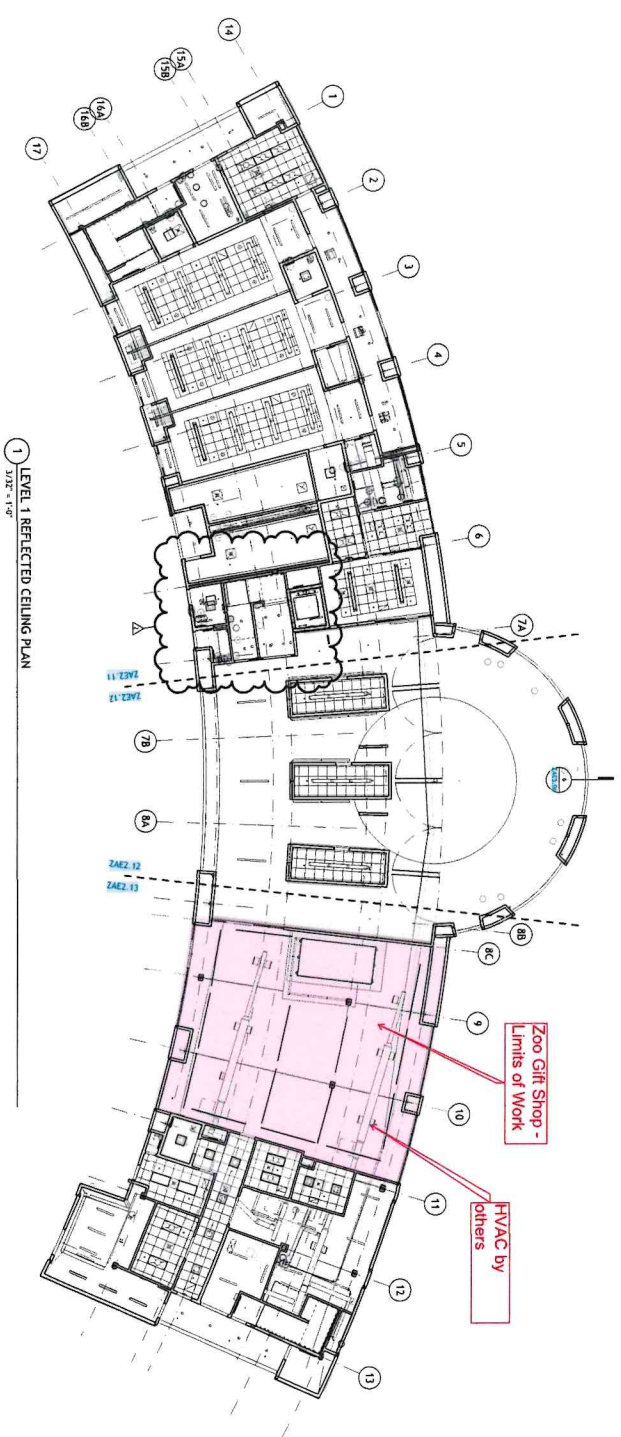 14
15A
15B
16A
16B
17
1
2
3
4
5
6
7A
ZAE2.11
ZAE2.12
7B
8A
ZAE2.12
ZAE2.13
8B
8C
9
10
11
12
13
Zoo Gift Shop -
Limits of Work
HVAC by
others
1
LEVEL 1 REFLECTED CEILING PLAN
3/32" = 1'-0"